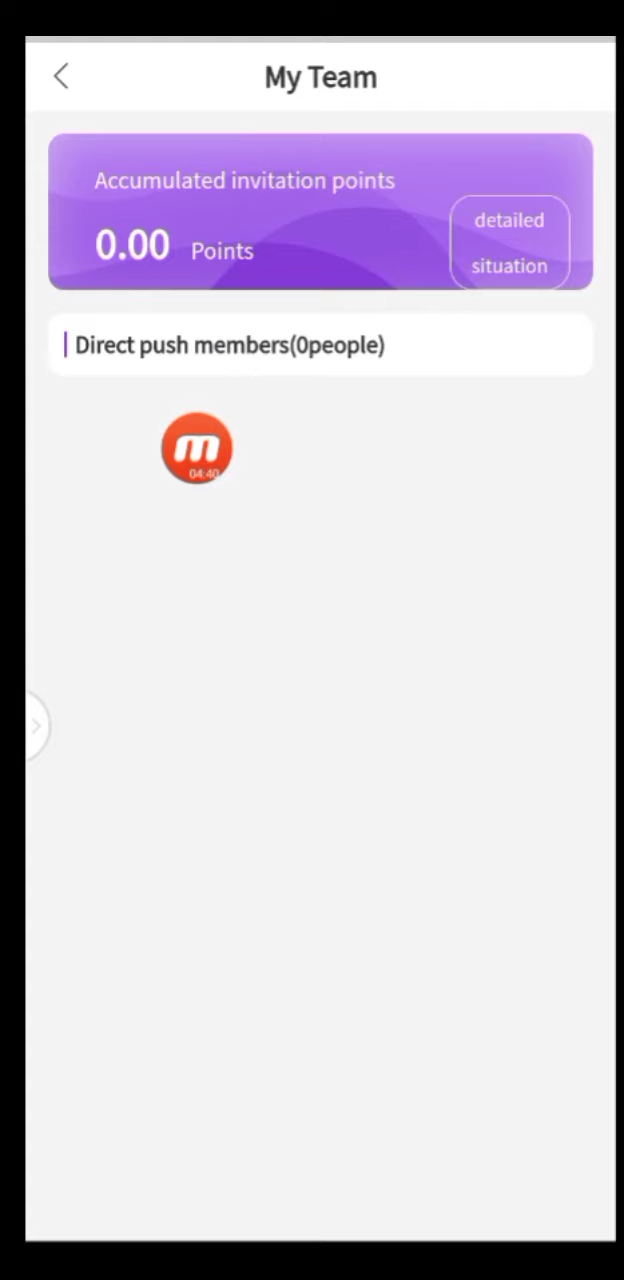 My Team
Accumulated invitation points
0.00 Points
detailed
situation
Direct push members(0people)
m
04:40